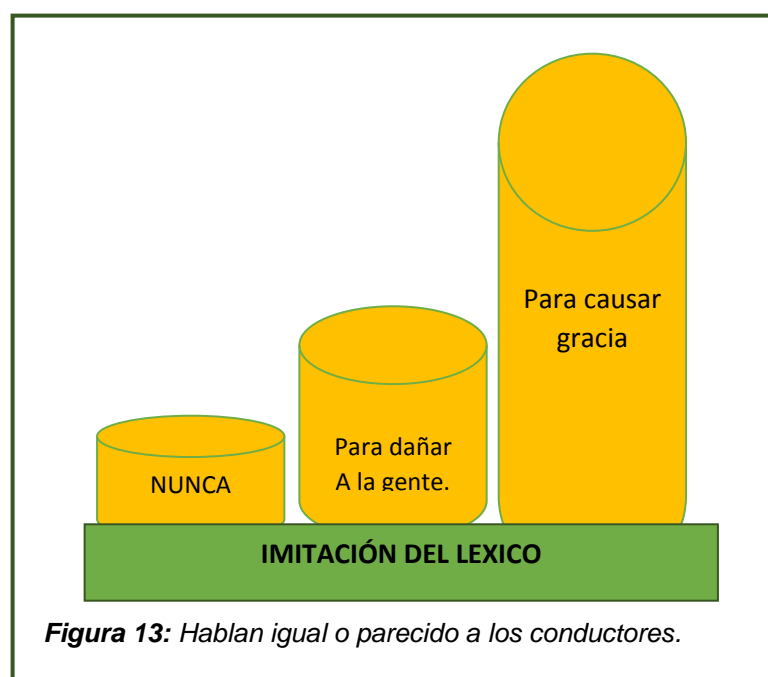 Para causar
gracia
Para dañar
A la gente.
NUNCA
IMITACIÓN DEL LEXICO
Figura 13: Hablan igual o parecido a los conductores.